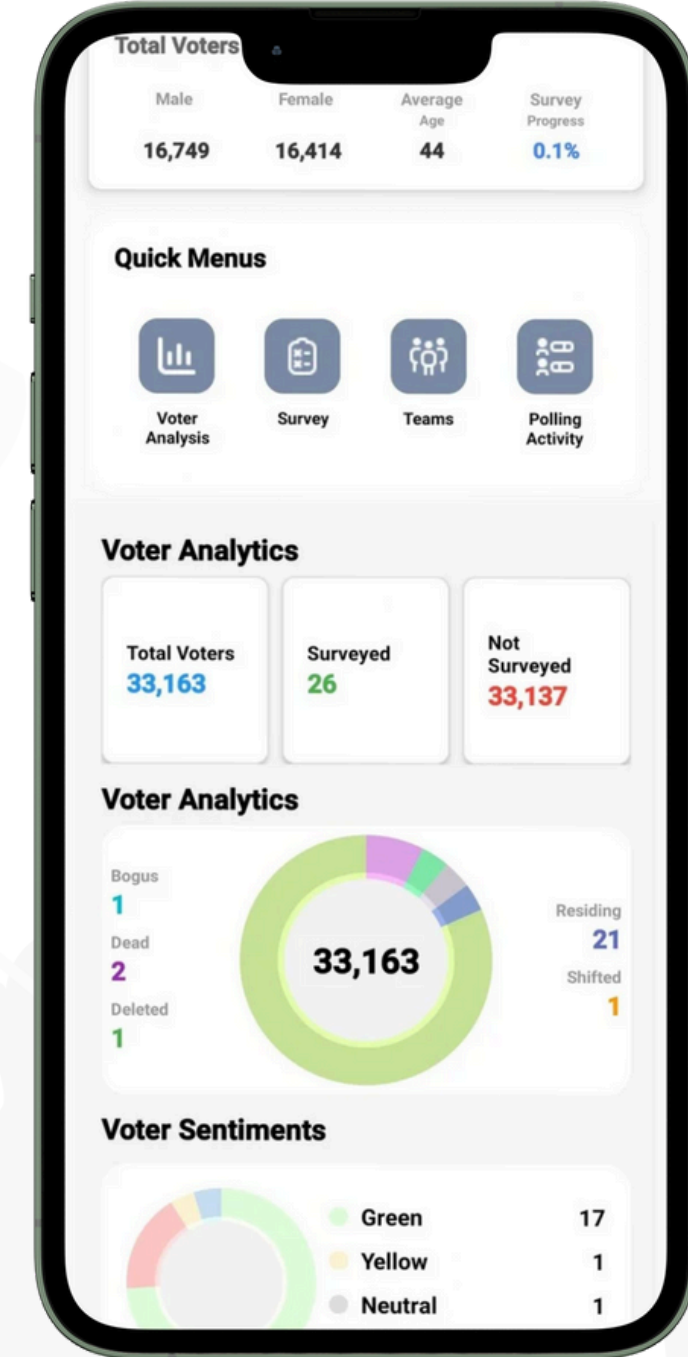 Total Voters
Male Female Average Survey
Age Progress
16,749 16,414 44 0.1%
Quick Menus
Voter Survey Teams Polling
Analysis Activity
Voter Analytics
Total Voters
33,163
Surveyed
26
Not
Surveyed
33,137
Voter Analytics
Bogus
1
Dead
2
Deleted
1
33,163
Residing
21
Shifted
1
Voter Sentiments
Green 17
Yellow 1
Neutral 1